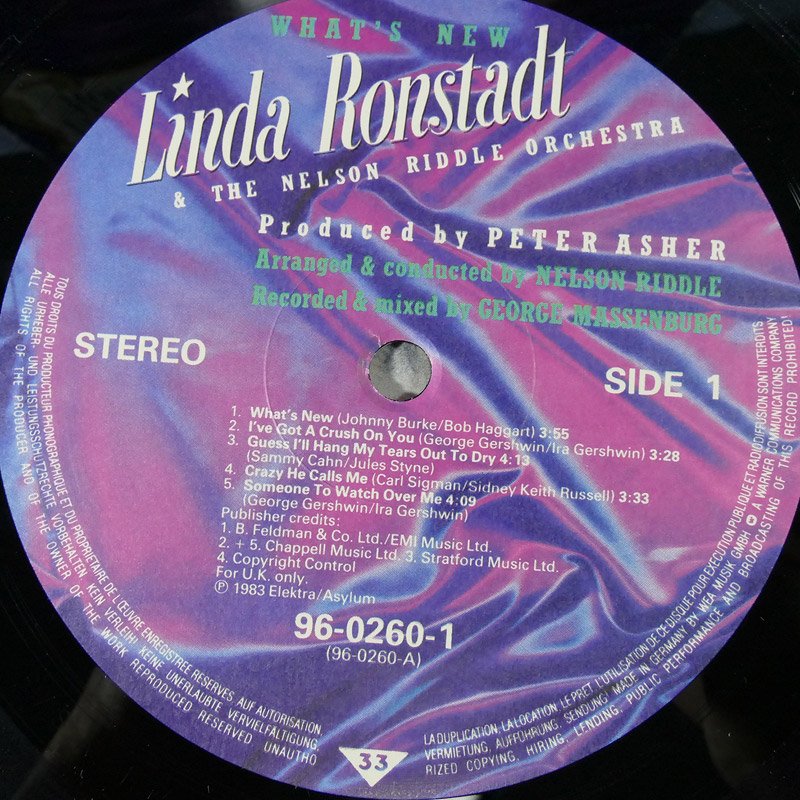 WHAT'S NEW
Linda Ronstadt
& THE NELSON RIDDLE ORCHESTRA
Produced by PETER ASHER
Arranged & conducted by NELSON RIDDLE
Recorded & mixed by GEORGE MASSENBURG
STEREO
SIDE 1
1. What's New (Johnny Burke/Bob Haggart) 3:55
2. I've Got A Crush On You (George Gershwin/Ira Gershwin) 3:28
3. Guess I'll Hang My Tears Out To Dry 4:13
(Sammy Cahn/Jules Styne)
4. Crazy He Calls Me (Carl Sigman/Sidney Keith Russell) 3:33
5. Someone To Watch Over Me 4:09
(George Gershwin/Ira Gershwin)
Publisher credits:
1. B. Feldman & Co. Ltd./EMI Music Ltd.
2. + 5. Chappell Music Ltd. 3. Stratford Music Ltd.
4. Copyright Control
For U.K. only.
℗ 1983 Elektra/Asylum
96-0260-1
(96-0260-A)
33
TOUS DROITS DU PRODUCTEUR PHONOGRAPHIQUE ET DU PROPRIETAIRE DE L'ŒUVRE ENREGISTREE RESERVES. AUF AUTORISATION, LA DUPLICATION, LA LOCATION, LE PRET, L'UTILISATION DE CE DISQUE POUR EXECUTION PUBLIQUE ET RADIODIFFUSION SONT INTERDITS
ALLE URHEBER- UND LEISTUNGSSCHUTZRECHTE VORBEHALTEN KEIN VERLEIH! KEINE UNERLAUBTE VERVIELFÄLTIGUNG, VERMIETUNG, AUFFÜHRUNG, SENDUNG! MADE IN GERMANY BY WEA MUSIK GMBH A WARNER COMMUNICATIONS COMPANY
ALL RIGHTS OF THE PRODUCER AND OF THE OWNER OF THE WORK REPRODUCED RESERVED UNAUTHORIZED COPYING, HIRING, LENDING, PUBLIC PERFORMANCE AND BROADCASTING OF THIS RECORD PROHIBITED!